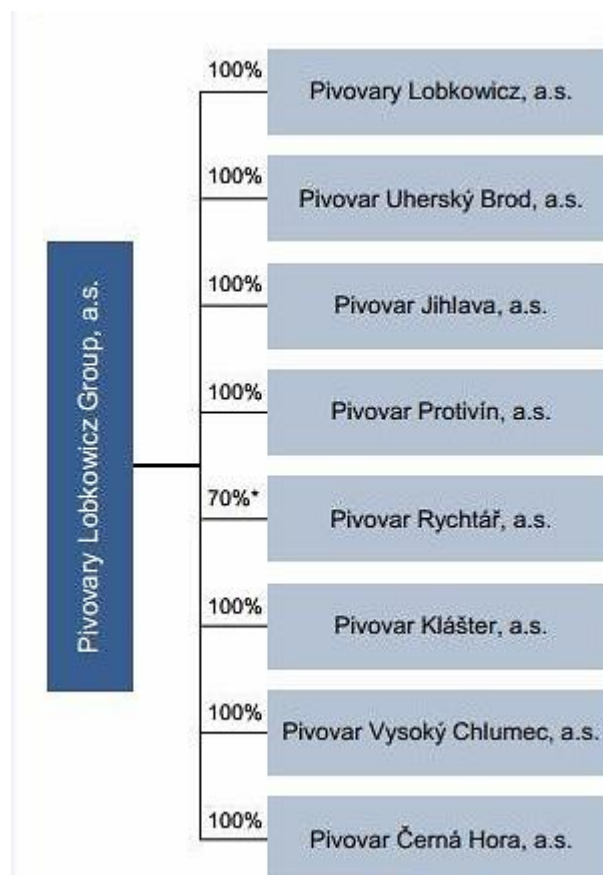 Pivovary Lobkowicz Group, a.s.
100%
Pivovary Lobkowicz, a.s.
100%
Pivovar Uherský Brod, a.s.
100%
Pivovar Jihlava, a.s.
100%
Pivovar Protivín, a.s.
70%*
Pivovar Rychtář, a.s.
100%
Pivovar Klášter, a.s.
100%
Pivovar Vysoký Chlumec, a.s.
100%
Pivovar Černá Hora, a.s.